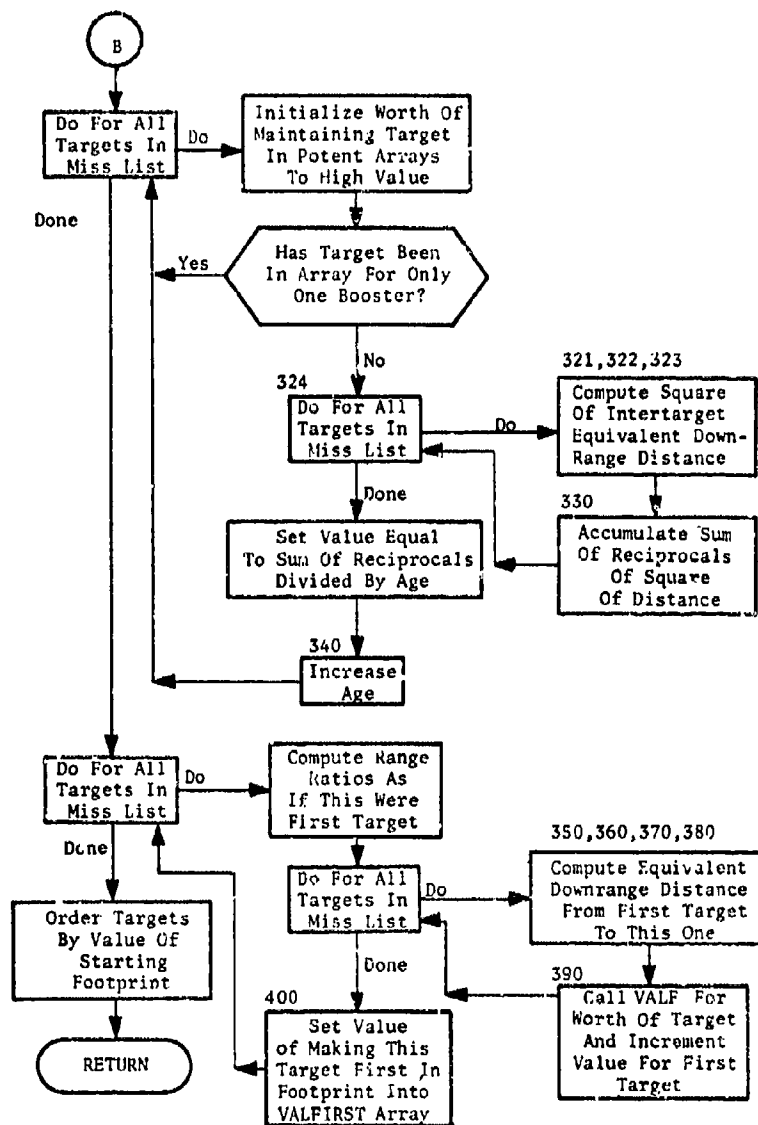 B
Do For All
Targets In
Miss List
Do
Initialize Worth Of
Maintaining Target
In Potent Arrays
To High Value
Done
Has Target Been
In Array For Only
One Booster?
Yes
No
324
Do For All
Targets In
Miss List
Do
321,322,323
Compute Square
Of Intertarget
Equivalent Down-
Range Distance
Done
330
Accumulate Sum
Of Reciprocals
Of Square
Of Distance
Set Value Equal
To Sum Of Reciprocals
Divided By Age
340
Increase
Age
Do For All
Targets In
Miss List
Do
Compute Range
Ratios As
If This Were
First Target
Done
Do For All
Targets In
Miss List
Do
350,360,370,380
Compute Equivalent
Downrange Distance
From First Target
To This One
Order Targets
By Value Of
Starting
Footprint
Done
390
Call VALF For
Worth Of Target
And Increment
Value For First
Target
400
Set Value
of Making This
Target First In
Footprint Into
VALFIRST Array
RETURN